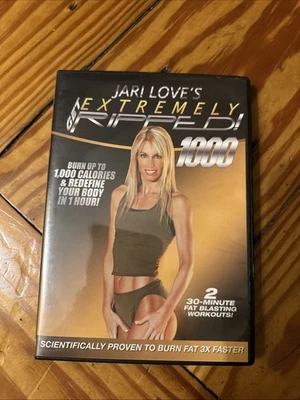 JARI LOVE'S
EXTREMELY
RIPPED!
1000
BURN UP TO
1,000 CALORIES
& REDEFINE
YOUR BODY
IN 1 HOUR!
2
30-MINUTE
FAT BLASTING
WORKOUTS!
SCIENTIFICALLY PROVEN TO BURN FAT 3X FASTER